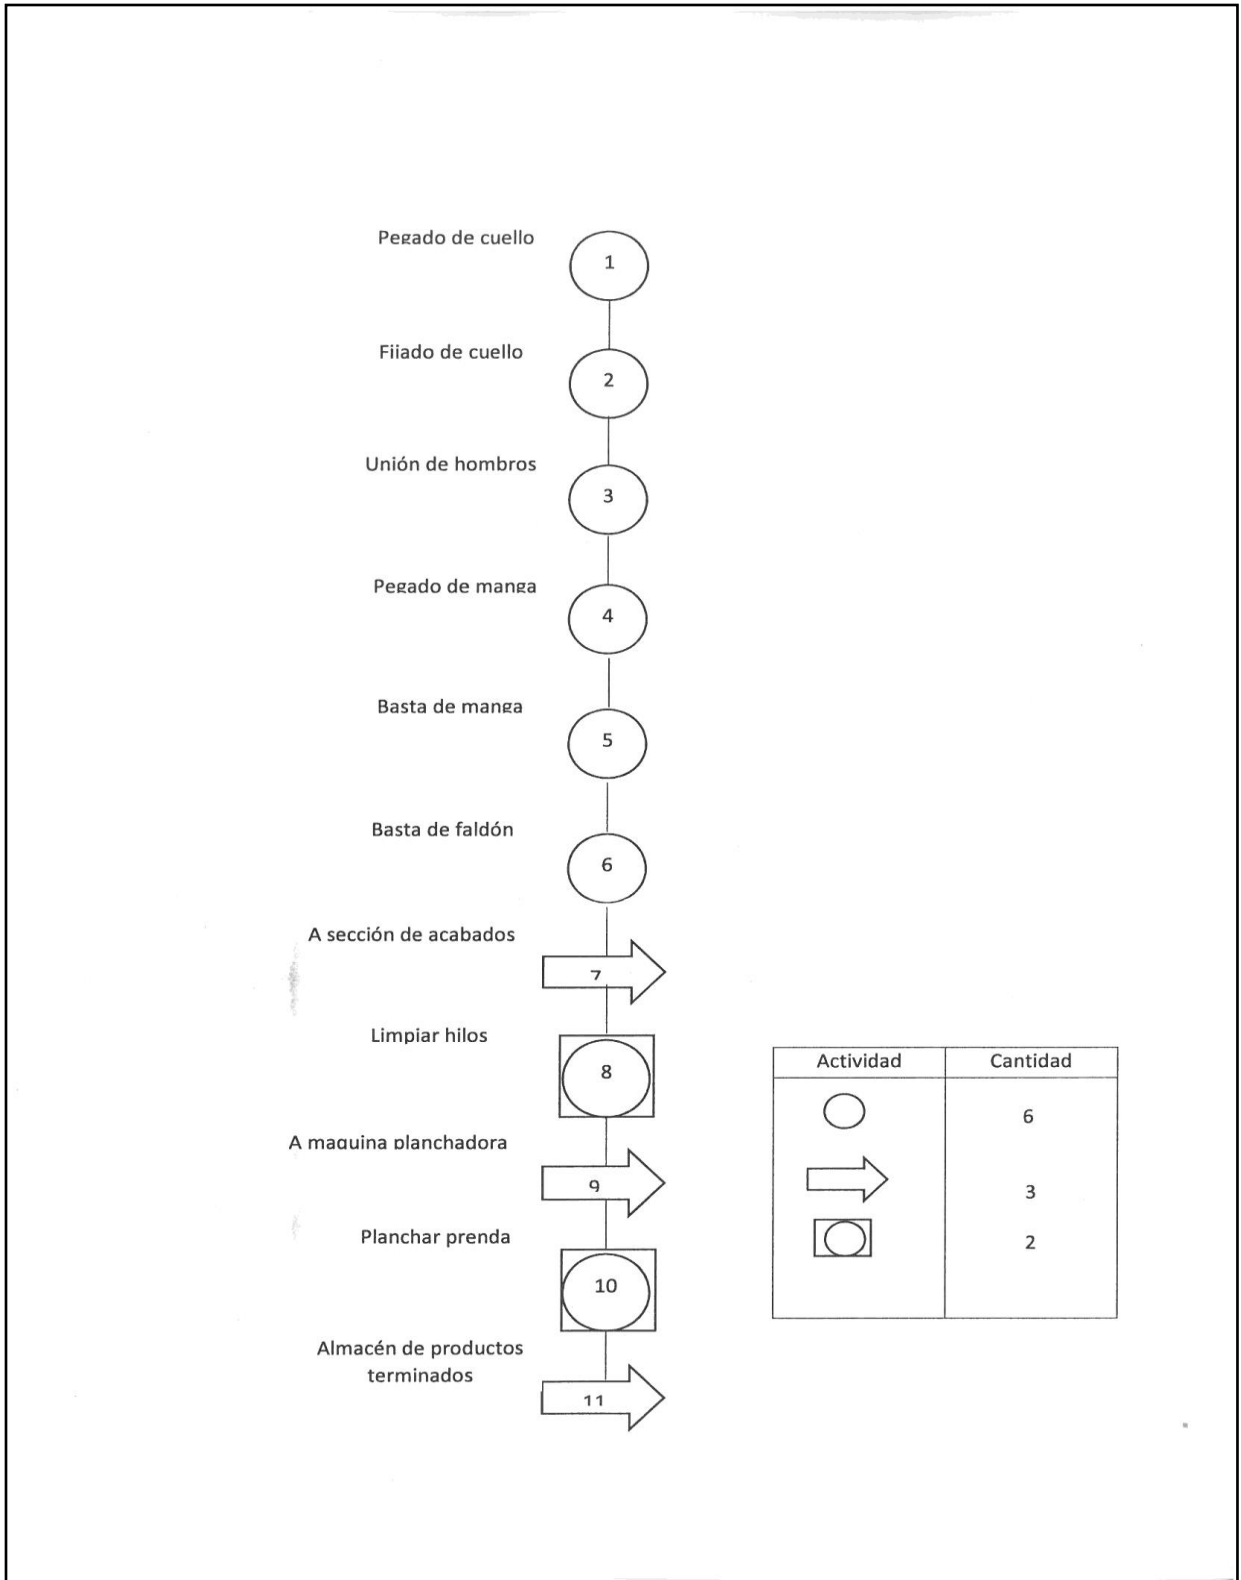 Pegado de cuello
1
Fijado de cuello
2
Unión de hombros
3
Pegado de manga
4
Basta de manga
5
Basta de faldón
6
A sección de acabados
7
Limpiar hilos
8
A maquina planchadora
9
Planchar prenda
10
Almacén de productos
terminados
11
Actividad Cantidad
6
3
2